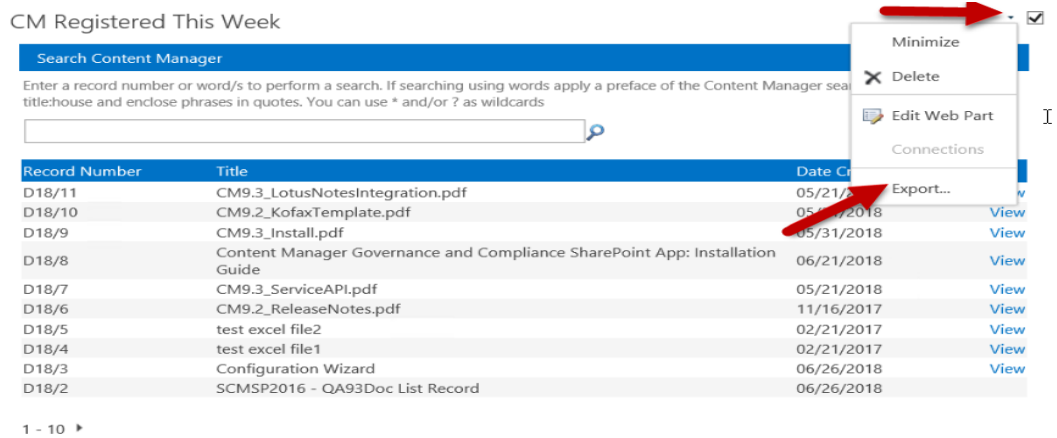 CM Registered This Week
Minimize
Search Content Manager
Delete
Enter a record number or word/s to perform a search. If searching using words apply a preface of the Content Manager
title:house and enclose phrases in quotes. You can use * and/or ? as wildcards
Edit Web Part
Connections
Export...
Record Number Title Date
D18/11 CM9.3_LotusNotesIntegration.pdf
D18/10 CM9.2_KofaxTemplate.pdf View
D18/9 CM9.3_Install.pdf 05/31/2018 View
D18/8 Content Manager Governance and Compliance SharePoint App: Installation 06/21/2018 View
Guide
D18/7 CM9.3_ServiceAPI.pdf 05/21/2018 View
D18/6 CM9.2_ReleaseNotes.pdf 11/16/2017 View
D18/5 test excel file2 02/21/2017 View
D18/4 test excel file1 02/21/2017 View
D18/3 Configuration Wizard 06/26/2018 View
D18/2 SCMSP2016 - QA93Doc List Record 06/26/2018
1 - 10